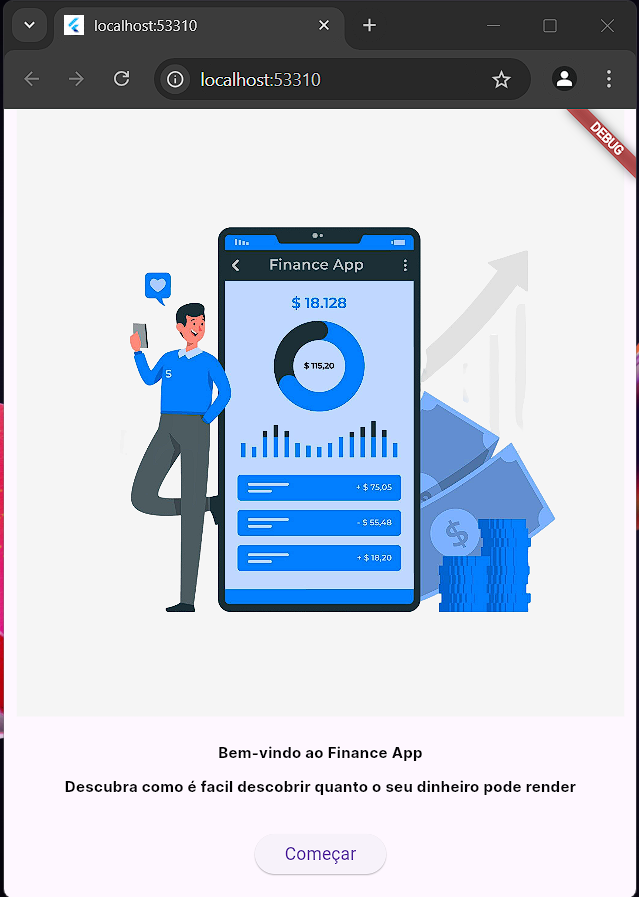 localhost:53310
localhost:53310
DEBUG
Finance App
$ 18.128
$ 115,20
S
+ $ 75,05
- $ 55,48
+ $ 18,20
$
Bem-vindo ao Finance App
Descubra como é facil descobrir quanto o seu dinheiro pode render
Começar